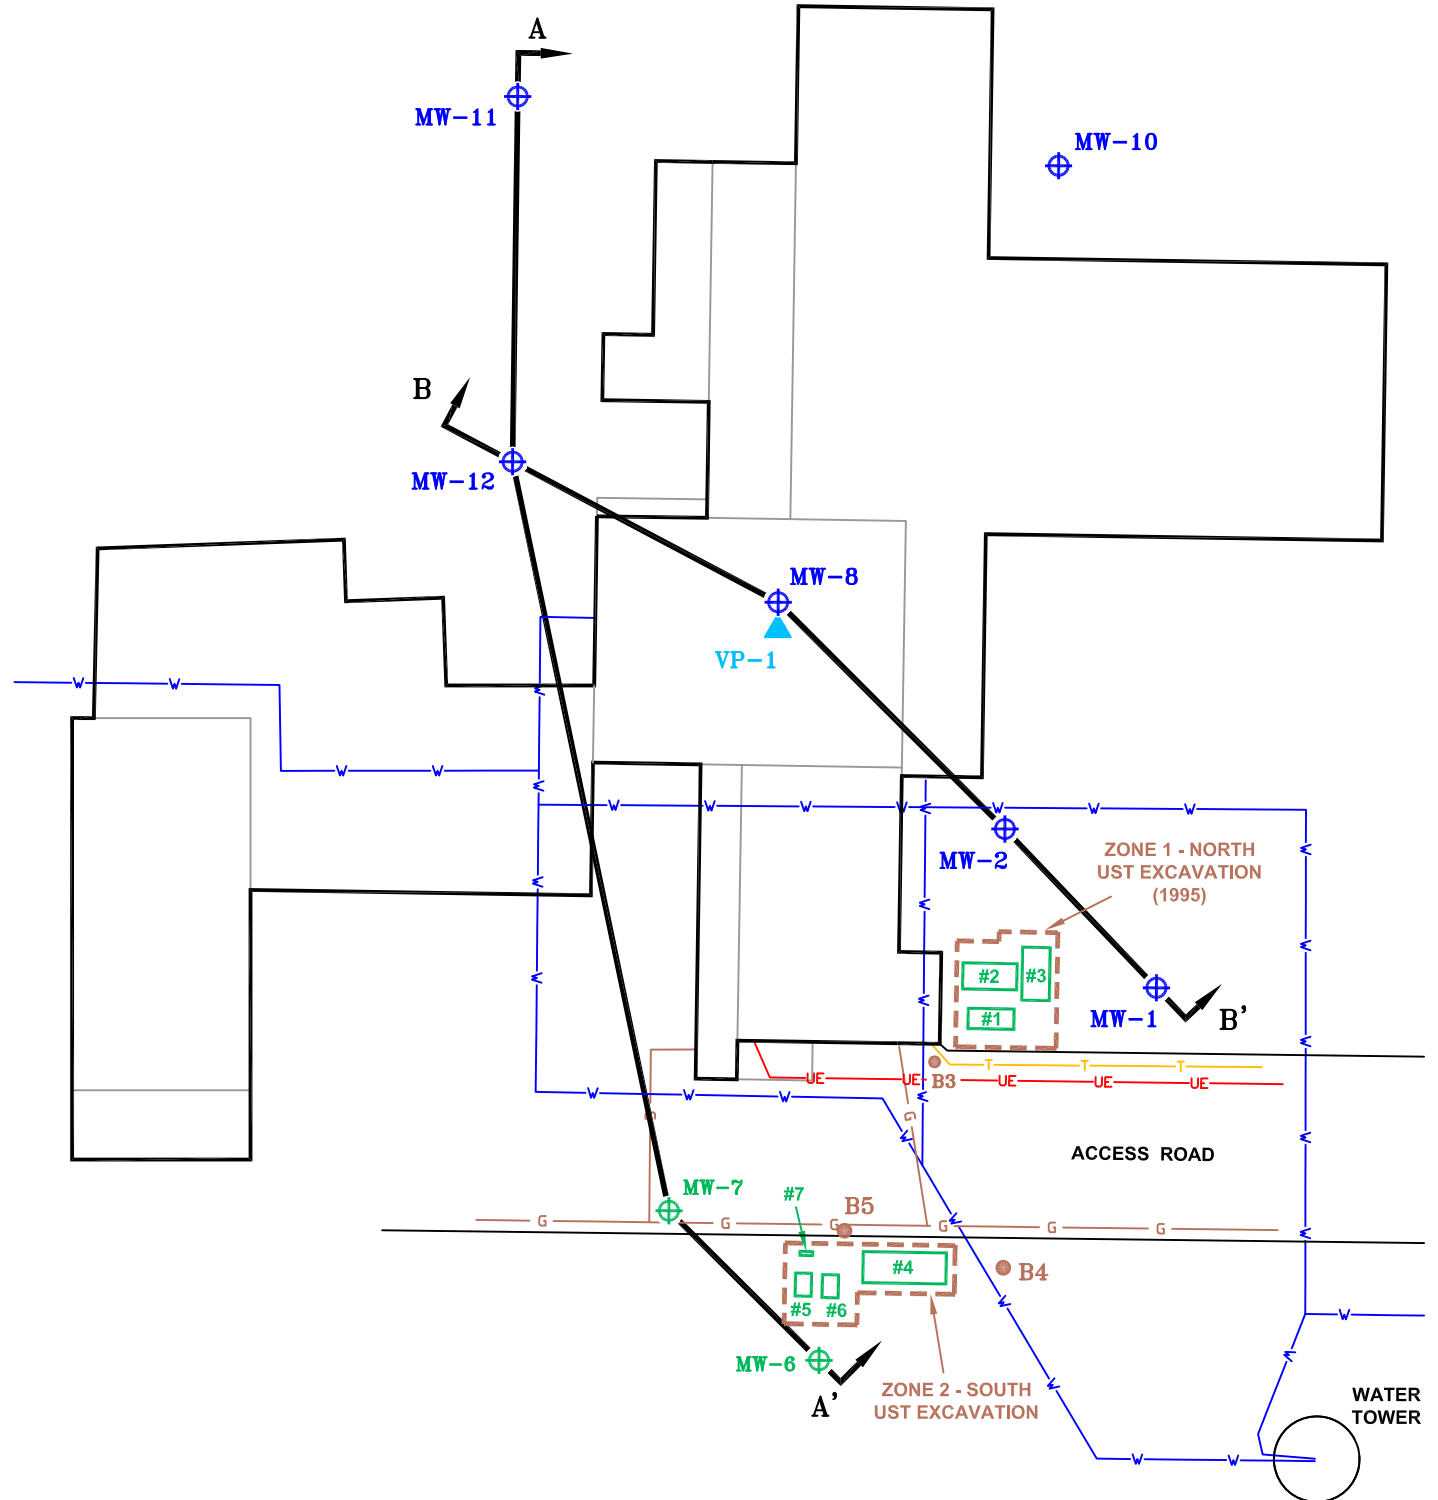 A
MW-11
MW-10
B
MW-12
MW-8
VP-1
W W
W
W W
W
W W W W W W W
W
MW-2
ZONE 1 - NORTH
UST EXCAVATION
(1995)
W
W
W
W
W
#2
#3
#1
MW-1
B'
W
W
T T T
UE UE UE UE UE
B3
W W W
W
G
G
W
W
ACCESS ROAD
MW-7
#7
B5
G G G G G G
W
W
#4
B4
#5
#6
W
W
W
MW-6
A'
ZONE 2 - SOUTH
UST EXCAVATION
W
WATER
TOWER
W W